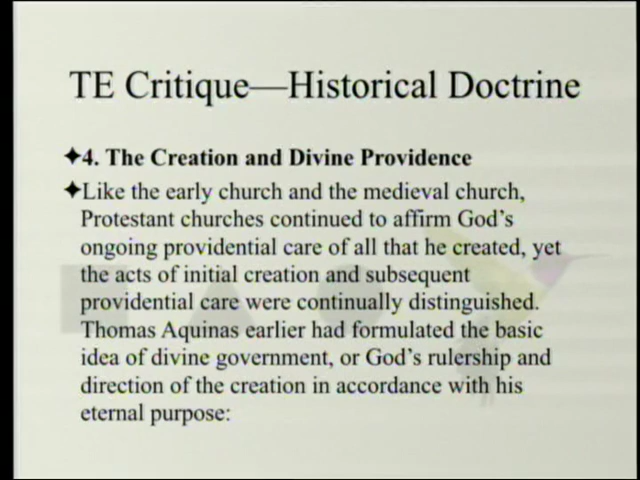 TE Critique—Historical Doctrine
✦4. The Creation and Divine Providence
✦Like the early church and the medieval church,
Protestant churches continued to affirm God's
ongoing providential care of all that he created, yet
the acts of initial creation and subsequent
providential care were continually distinguished.
Thomas Aquinas earlier had formulated the basic
idea of divine government, or God's rulership and
direction of the creation in accordance with his
eternal purpose: